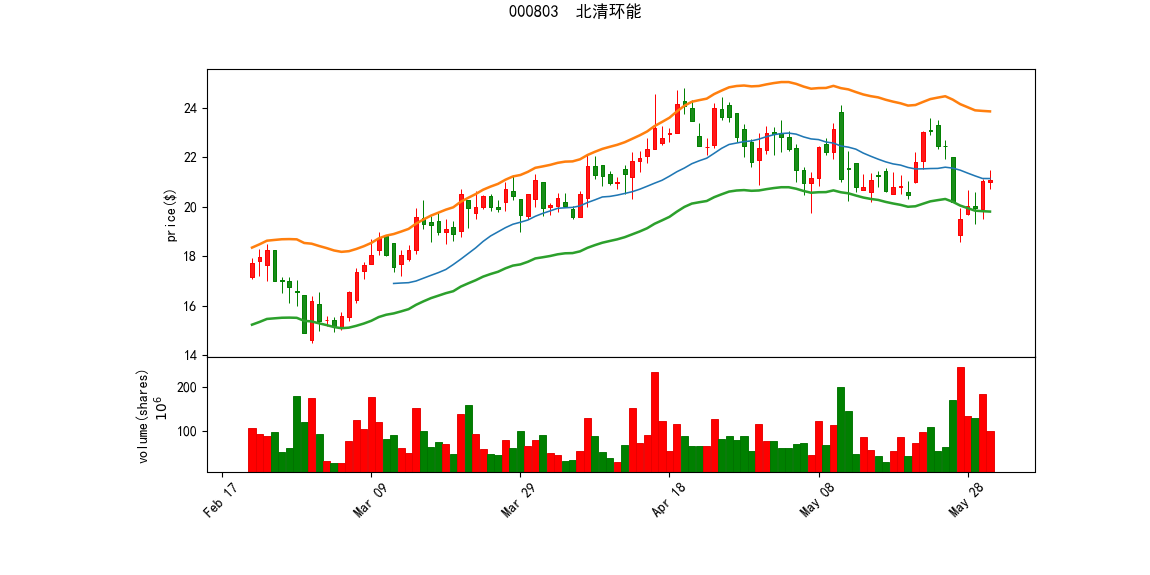 000803  北清环能
price($)
24
22
20
18
16
14
volume(shares)
10^6
200
100
Feb 17
Mar 09
Mar 29
Apr 18
May 08
May 28